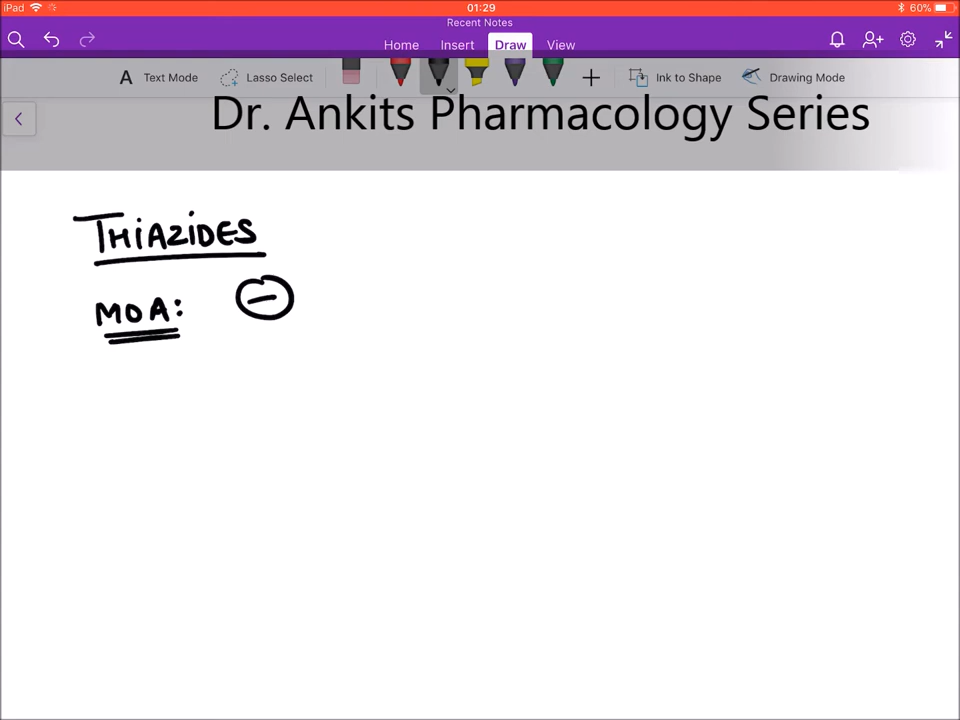 iPad 01:29 60%
Recent Notes
Home Insert Draw View
A Text Mode Lasso Select Ink to Shape Drawing Mode
Dr. Ankits Pharmacology Series
THiAZiDES
MOA: -